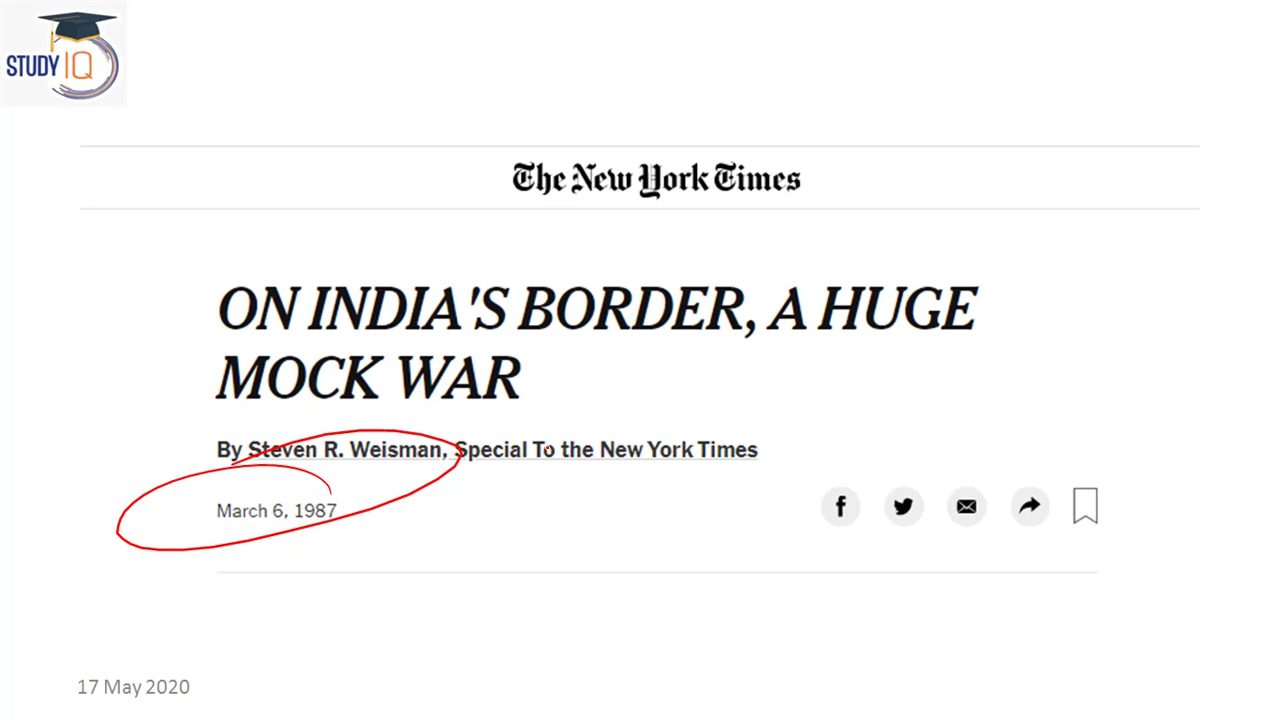 STUDY IQ
The New York Times
ON INDIA'S BORDER, A HUGE
MOCK WAR
By Steven R. Weisman, Special To the New York Times
March 6, 1987
17 May 2020